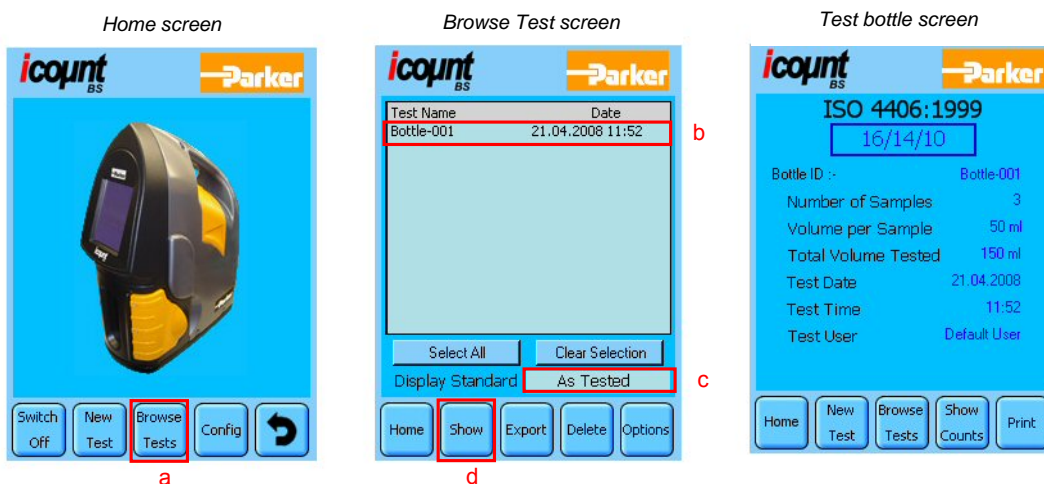 Home screen
icount
BS
Parker
Switch Off
New Test
Browse Tests
Config
a
Browse Test screen
icount
BS
Parker
Test Name Date
Bottle-001 21.04.2008 11:52
b
Select All Clear Selection
Display Standard As Tested
c
Home
Show
Export
Delete
Options
d
Test bottle screen
icount
BS
Parker
ISO 4406:1999
16/14/10
Bottle ID :- Bottle-001
Number of Samples 3
Volume per Sample 50 ml
Total Volume Tested 150 ml
Test Date 21.04.2008
Test Time 11:52
Test User Default User
Home
New Test
Browse Tests
Show Counts
Print